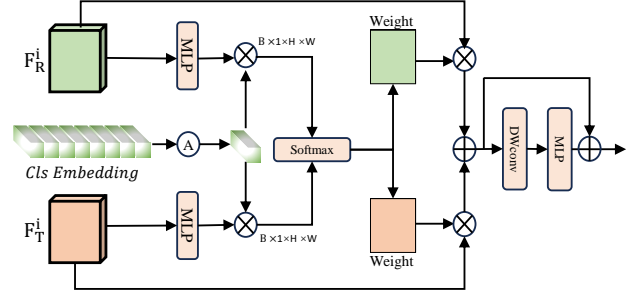 Weight
F_R^i
MLP
B×1×H×W
A
Softmax
DWconv
MLP
Cls Embedding
F_T^i
MLP
B×1×H×W
Weight